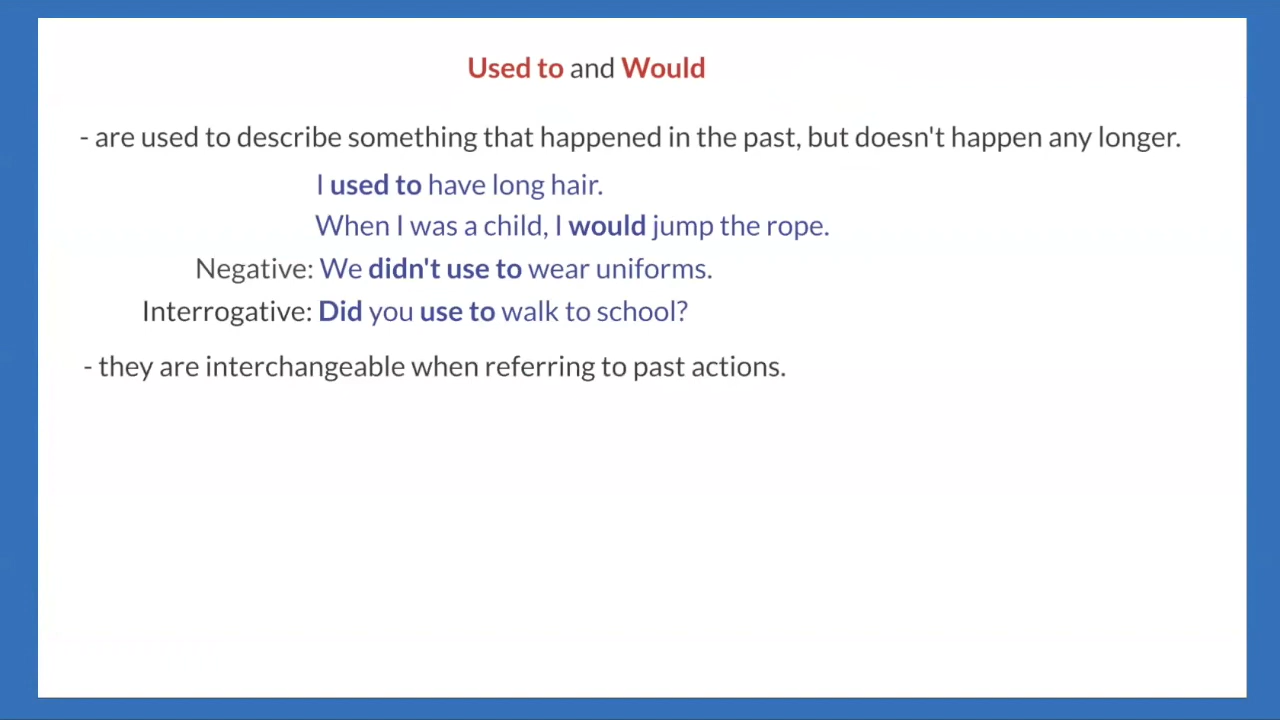 Used to and Would
- are used to describe something that happened in the past, but doesn't happen any longer.
I used to have long hair.
When I was a child, I would jump the rope.
Negative: We didn't use to wear uniforms.
Interrogative: Did you use to walk to school?
- they are interchangeable when referring to past actions.